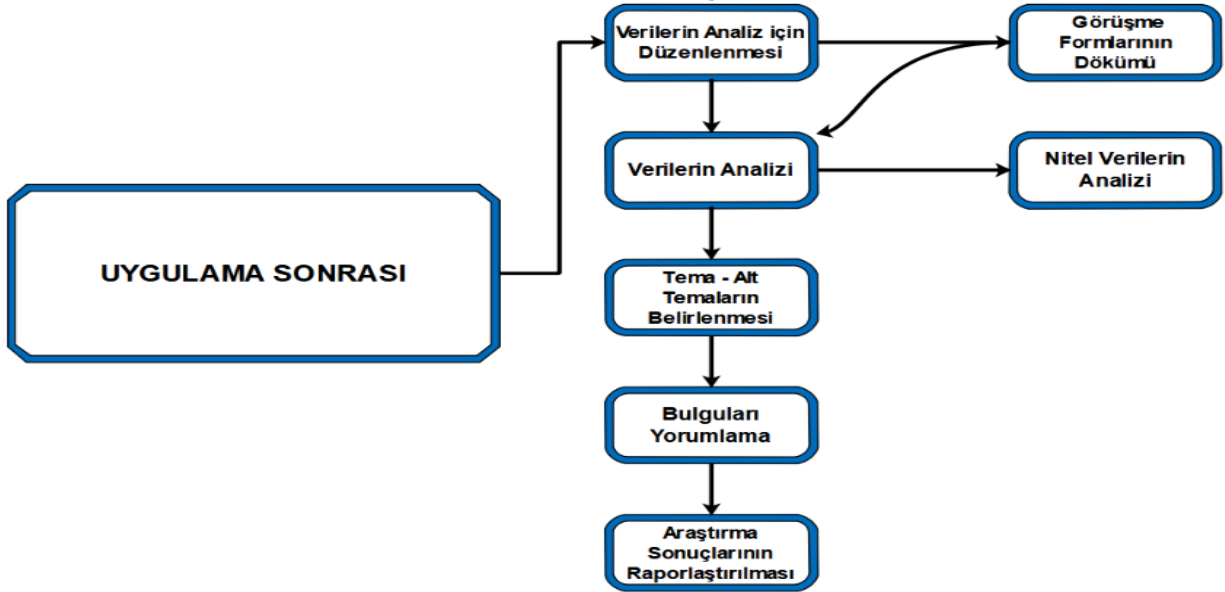 UYGULAMA SONRASI
Verilerin Analiz için
Düzenlenmesi
Görüşme
Formlarının
Dökümü
Verilerin Analizi
Nitel Verilerin
Analizi
Tema - Alt
Temaların
Belirlenmesi
Bulguları
Yorumlama
Araştırma
Sonuçlarının
Raporlaştırılması